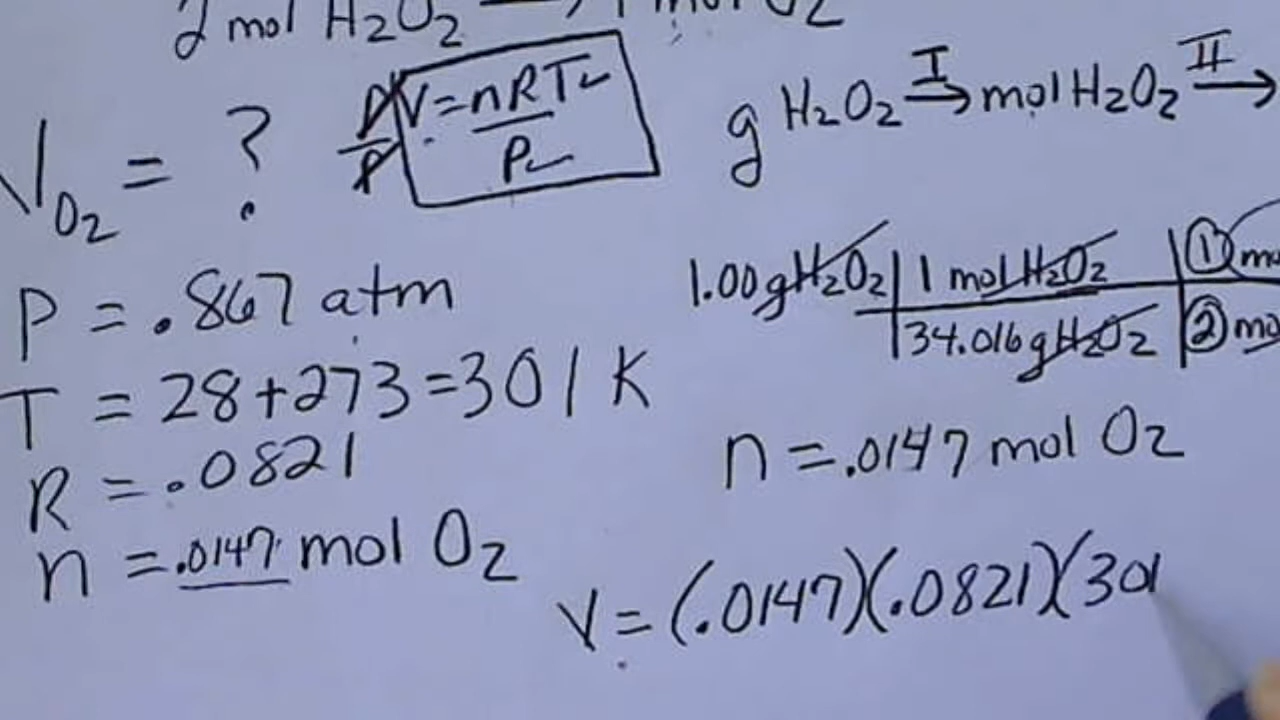 2 mol H2O2 → 1 mol O2
VO2 = ?
PV = nRT
P P
g H2O2 I → mol H2O2 II →
P = .867 atm
T = 28+273=301 K
R = .0821
n = .0147 mol O2
1.00 g H2O2 | 1 mol H2O2 | 1
34.016 g H2O2 | 2
n = .0147 mol O2
V = (.0147)(.0821)(301